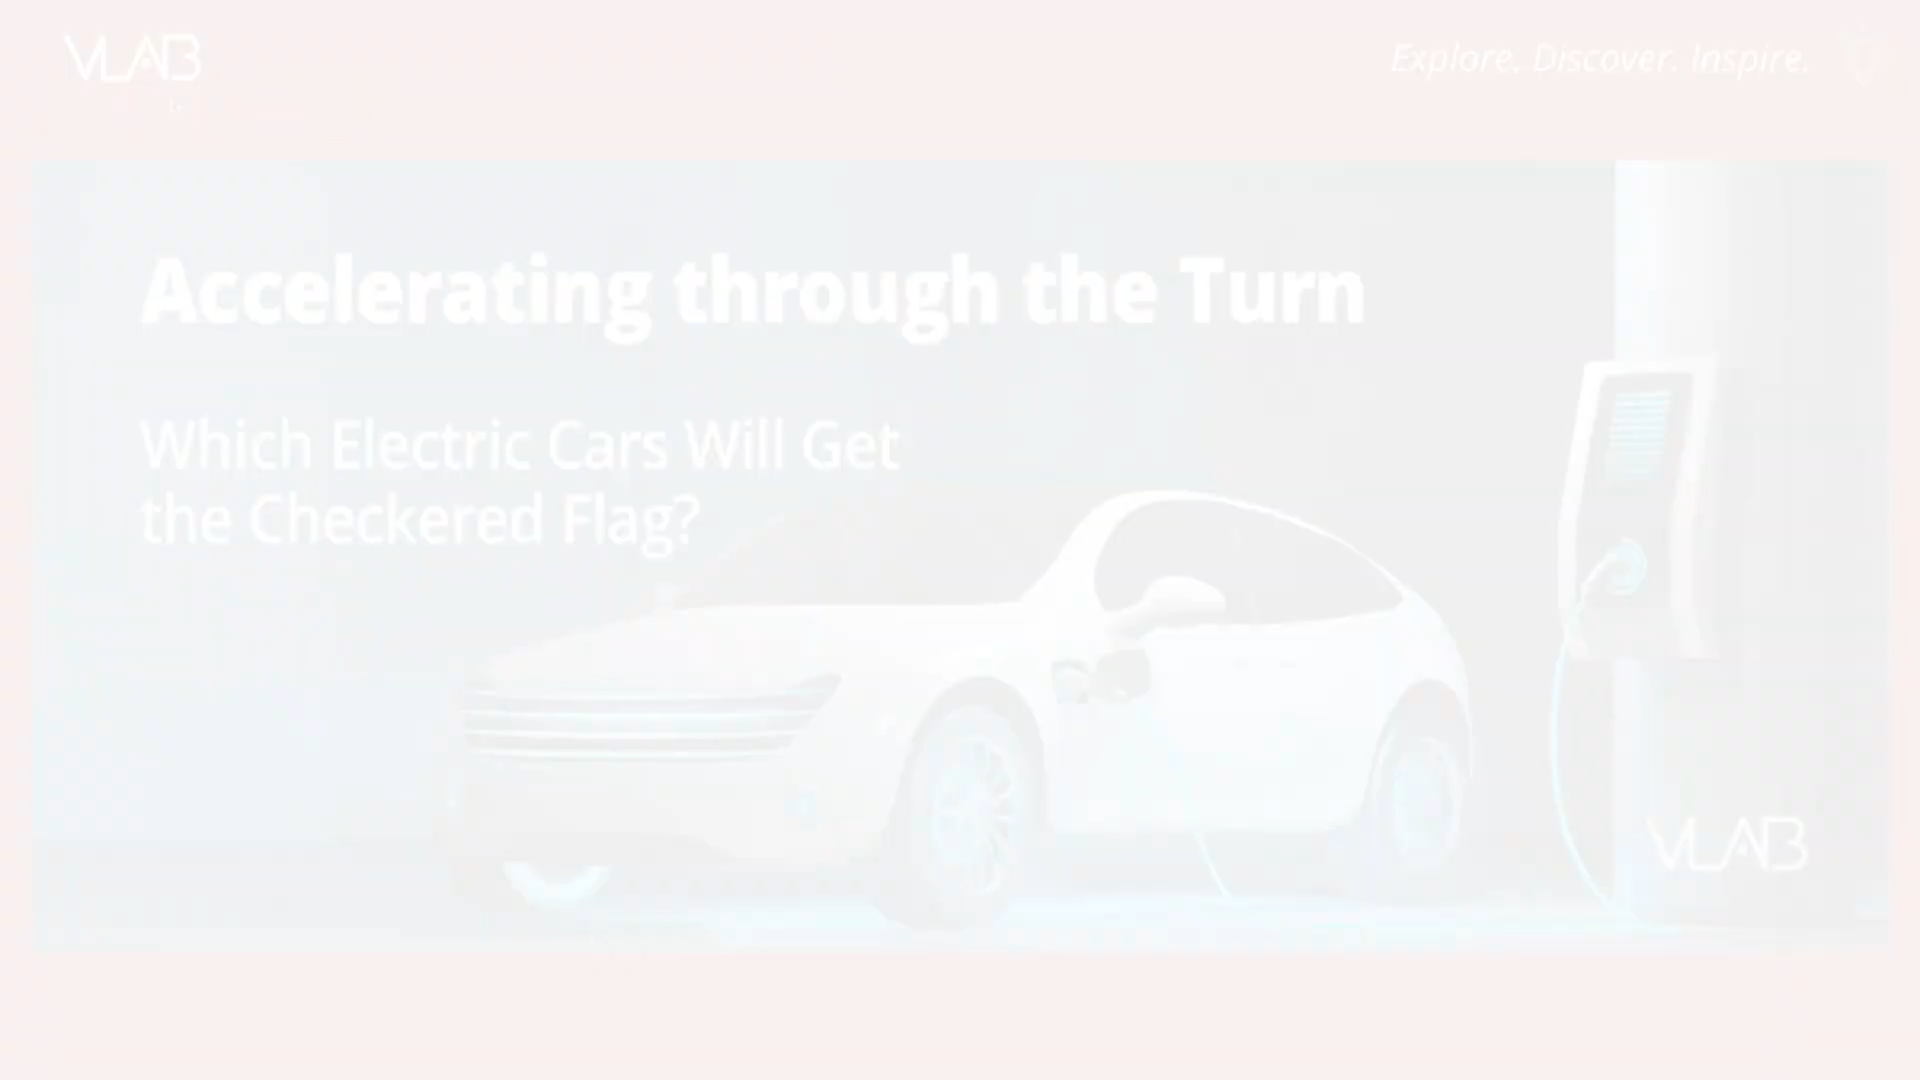 VLAB
Explore. Discover. Inspire.
Accelerating through the Turn
Which Electric Cars Will Get
the Checkered Flag?
VLAB